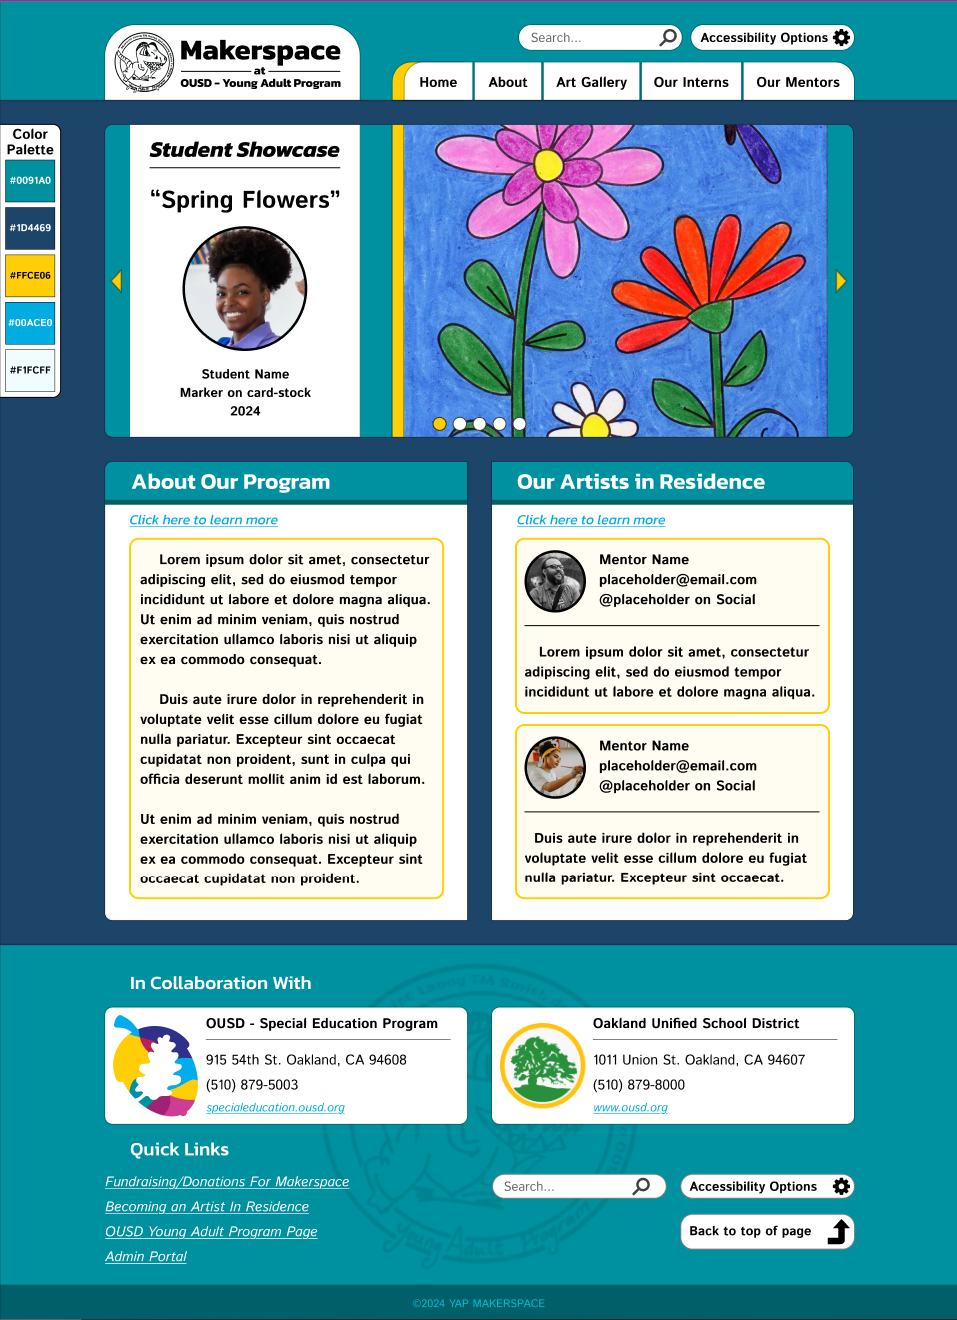 Makerspace
at
OUSD - Young Adult Program
Search...
Accessibility Options
Home
About
Art Gallery
Our Interns
Our Mentors
Color
Palette
#0091A0
#1D4469
#FFCE06
#00ACE0
#F1FCFF
Student Showcase
“Spring Flowers”
Student Name
Marker on card-stock
2024
About Our Program
Click here to learn more
Lorem ipsum dolor sit amet, consectetur
adipiscing elit, sed do eiusmod tempor
incididunt ut labore et dolore magna aliqua.
Ut enim ad minim veniam, quis nostrud
exercitation ullamco laboris nisi ut aliquip
ex ea commodo consequat.
Duis aute irure dolor in reprehenderit in
voluptate velit esse cillum dolore eu fugiat
nulla pariatur. Excepteur sint occaecat
cupidatat non proident, sunt in culpa qui
officia deserunt mollit anim id est laborum.
Ut enim ad minim veniam, quis nostrud
exercitation ullamco laboris nisi ut aliquip
ex ea commodo consequat. Excepteur sint
occaecat cupidatat non proident.
Our Artists in Residence
Click here to learn more
Mentor Name
placeholder@email.com
@placeholder on Social
Lorem ipsum dolor sit amet, consectetur
adipiscing elit, sed do eiusmod tempor
incididunt ut labore et dolore magna aliqua.
Mentor Name
placeholder@email.com
@placeholder on Social
Duis aute irure dolor in reprehenderit in
voluptate velit esse cillum dolore eu fugiat
nulla pariatur. Excepteur sint occaecat.
In Collaboration With
OUSD - Special Education Program
915 54th St. Oakland, CA 94608
(510) 879-5003
specialeducation.ousd.org
Oakland Unified School District
1011 Union St. Oakland, CA 94607
(510) 879-8000
www.ousd.org
Quick Links
Fundraising/Donations For Makerspace
Becoming an Artist In Residence
OUSD Young Adult Program Page
Admin Portal
Search...
Accessibility Options
Back to top of page
Young Adult Program
©2024 YAP MAKERSPACE